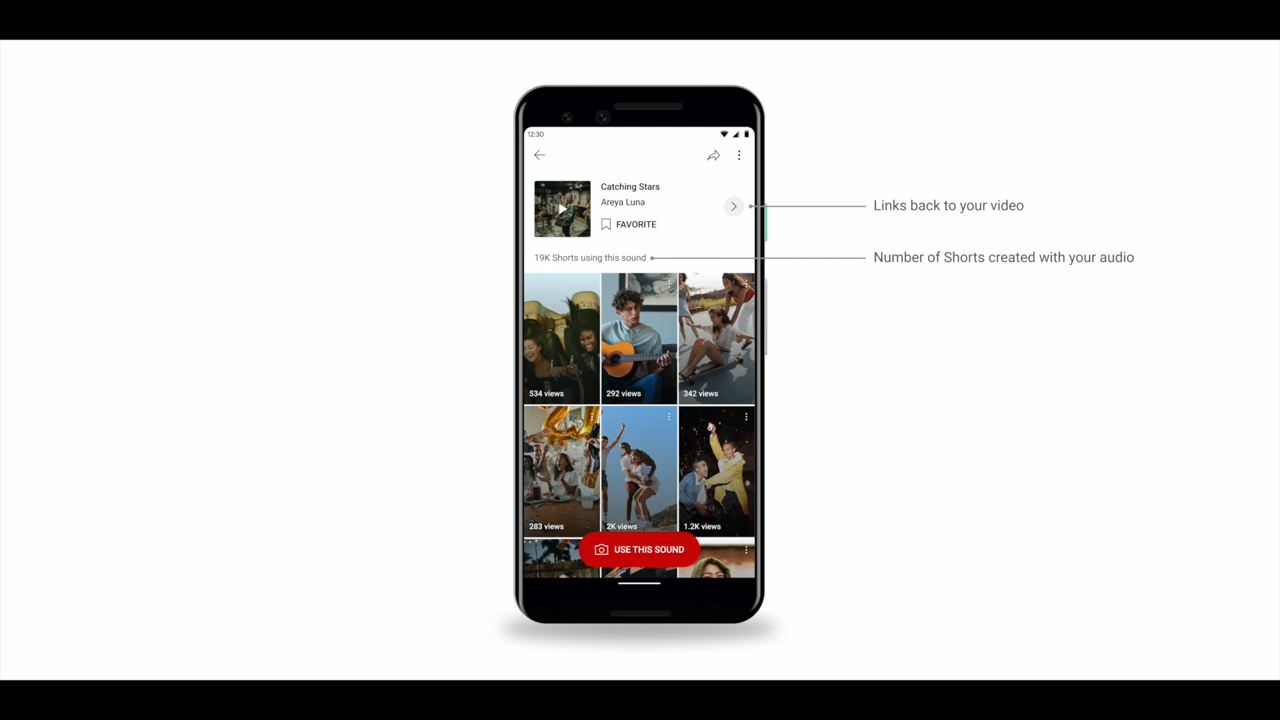 12:30
Catching Stars
Areya Luna
FAVORITE
Links back to your video
19K Shorts using this sound
Number of Shorts created with your audio
534 views
292 views
342 views
283 views
2K views
1.2K views
USE THIS SOUND